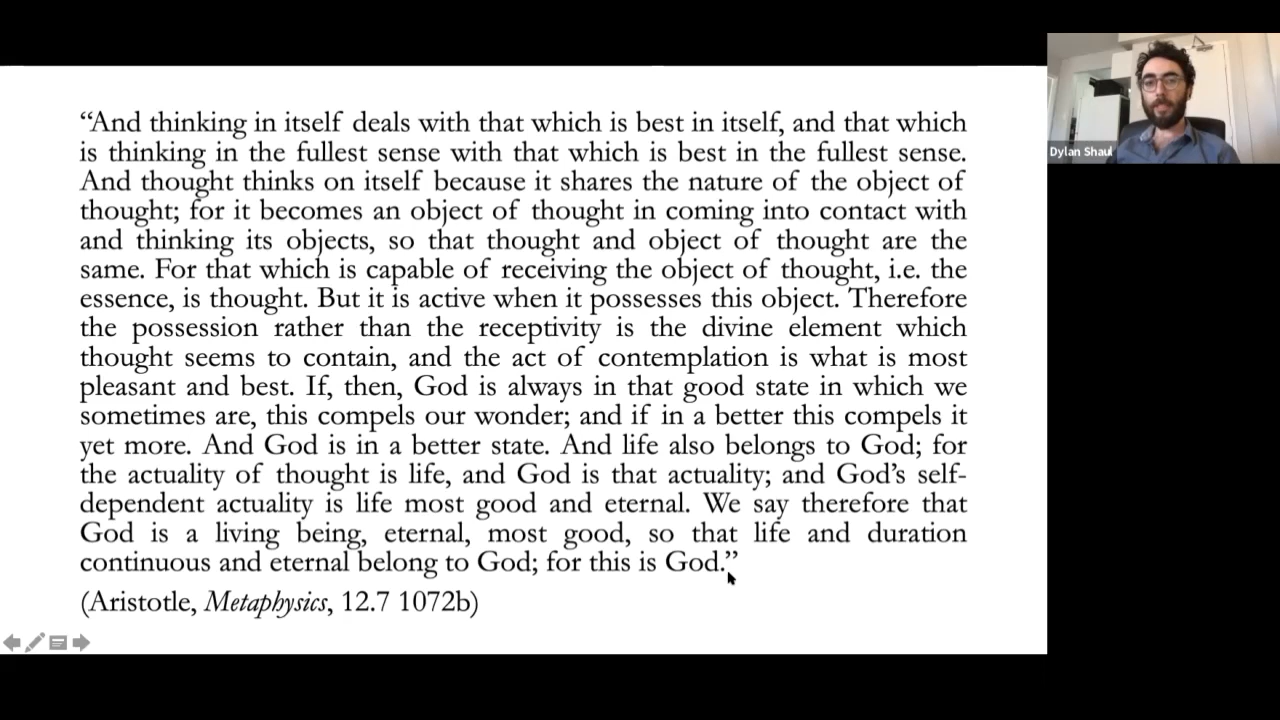 “And thinking in itself deals with that which is best in itself, and that which
is thinking in the fullest sense with that which is best in the fullest sense.
And thought thinks on itself because it shares the nature of the object of
thought; for it becomes an object of thought in coming into contact with
and thinking its objects, so that thought and object of thought are the
same. For that which is capable of receiving the object of thought, i.e. the
essence, is thought. But it is active when it possesses this object. Therefore
the possession rather than the receptivity is the divine element which
thought seems to contain, and the act of contemplation is what is most
pleasant and best. If, then, God is always in that good state in which we
sometimes are, this compels our wonder; and if in a better this compels it
yet more. And God is in a better state. And life also belongs to God; for
the actuality of thought is life, and God is that actuality; and God’s self-
dependent actuality is life most good and eternal. We say therefore that
God is a living being, eternal, most good, so that life and duration
continuous and eternal belong to God; for this is God.”
(Aristotle, Metaphysics, 12.7 1072b)
Dylan Shaul